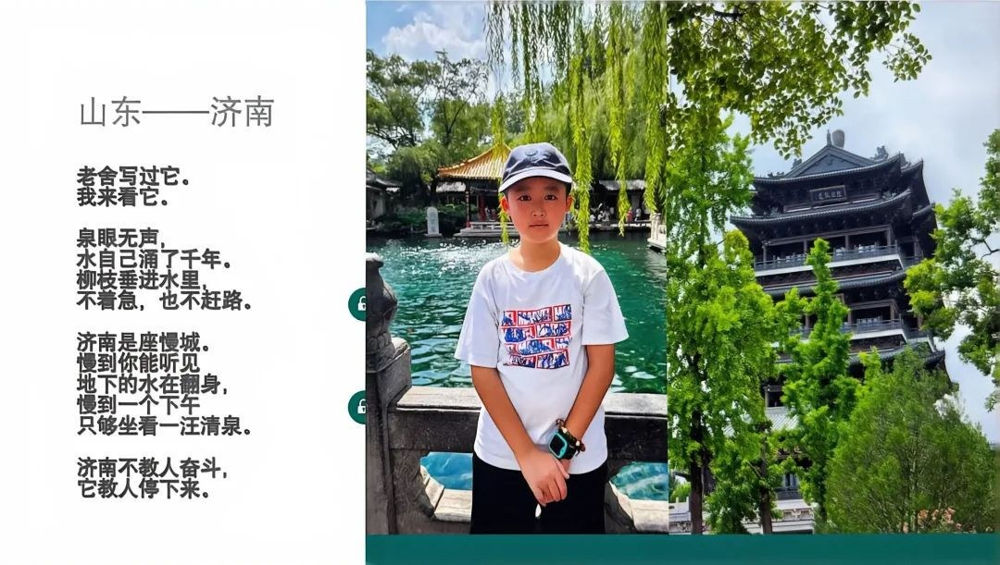 山东——济南
老舍写过它。
我来看它。
泉眼无声，
水自己涌了千年。
柳枝垂进水里，
不着急，也不赶路。
济南是座慢城。
慢到你能听见
地下的水在翻身，
慢到一个下午
只够坐看一汪清泉。
济南不教人奋斗，
它教人停下来。